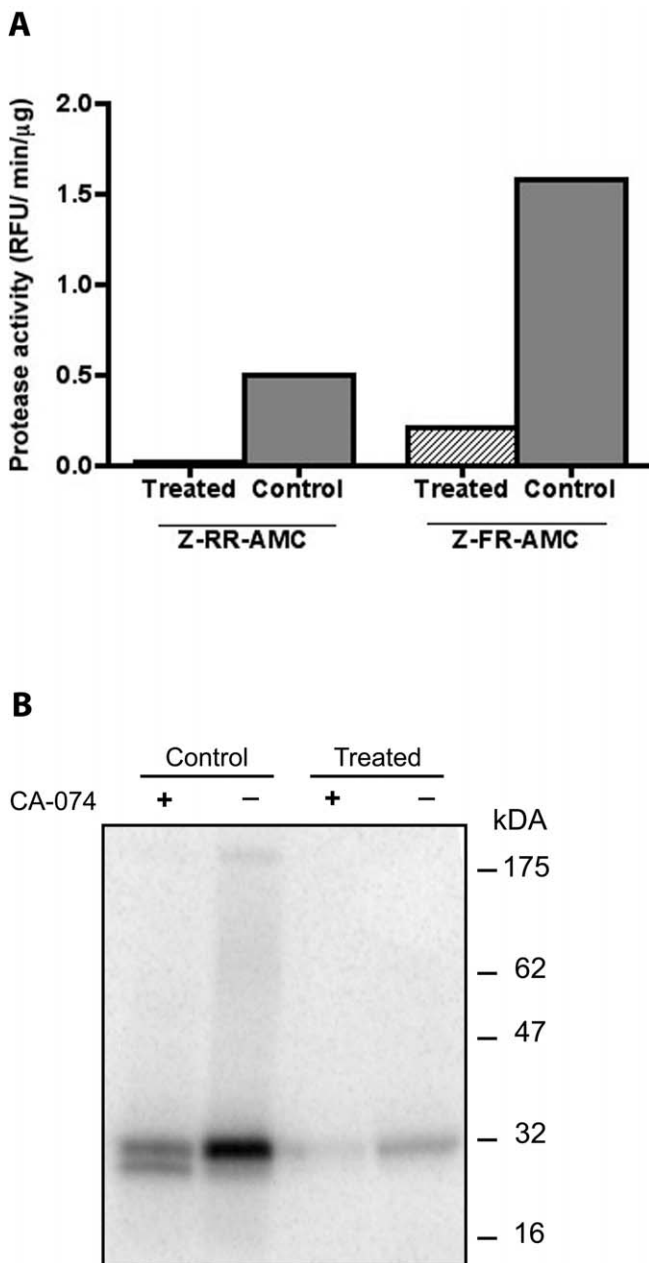 A
Protease activity (RFU/ min/µg)
2.0
1.5
1.0
0.5
0.0
Treated Control Treated Control
Z-RR-AMC Z-FR-AMC
B
Control Treated
CA-074 + – + –
kDA
175
62
47
32
16